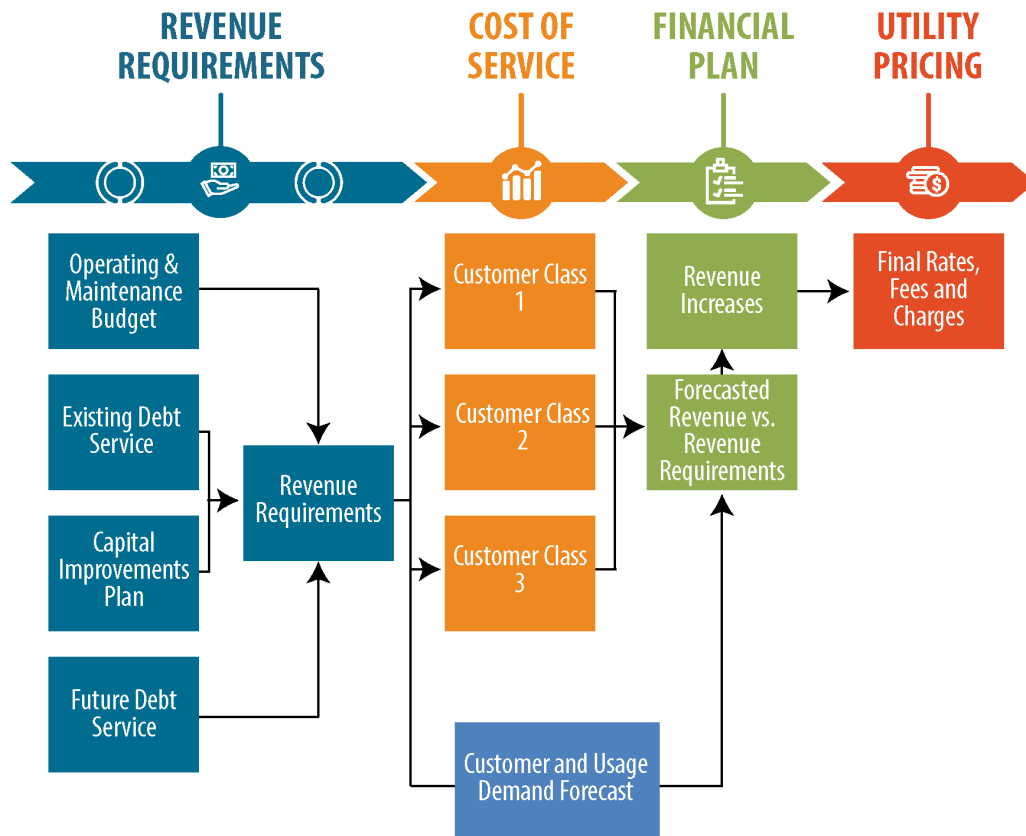 REVENUE
REQUIREMENTS
COST OF
SERVICE
FINANCIAL
PLAN
UTILITY
PRICING
$
Operating &
Maintenance
Budget
Existing Debt
Service
Capital
Improvements
Plan
Future Debt
Service
Revenue
Requirements
Customer Class
1
Customer Class
2
Customer Class
3
Customer and Usage
Demand Forecast
Revenue
Increases
Forecasted
Revenue vs.
Revenue
Requirements
Final Rates,
Fees and
Charges